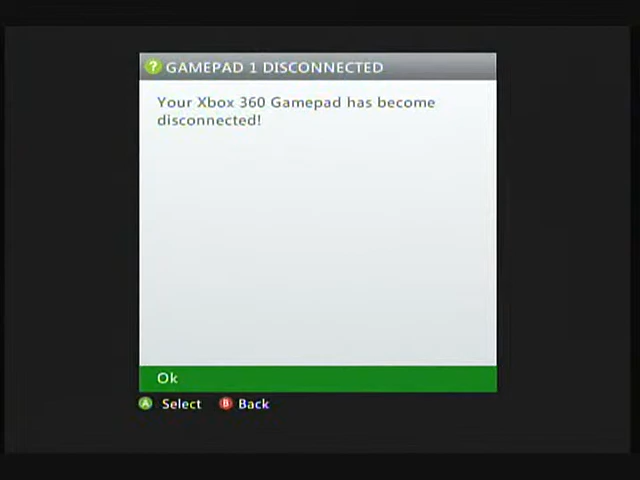 ? GAMEPAD 1 DISCONNECTED
Your Xbox 360 Gamepad has become
disconnected!
Ok
A Select B Back